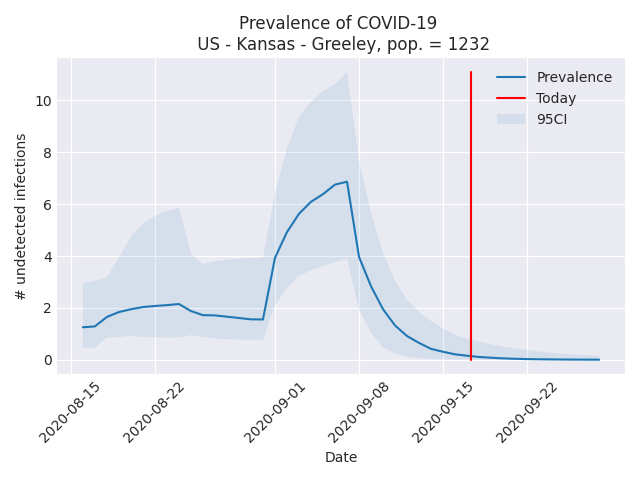 Prevalence of COVID-19
US - Kansas - Greeley, pop. = 1232
Prevalence
Today
95CI
# undetected infections
10
8
6
4
2
0
2020-08-15
2020-08-22
2020-09-01
2020-09-08
2020-09-15
2020-09-22
Date